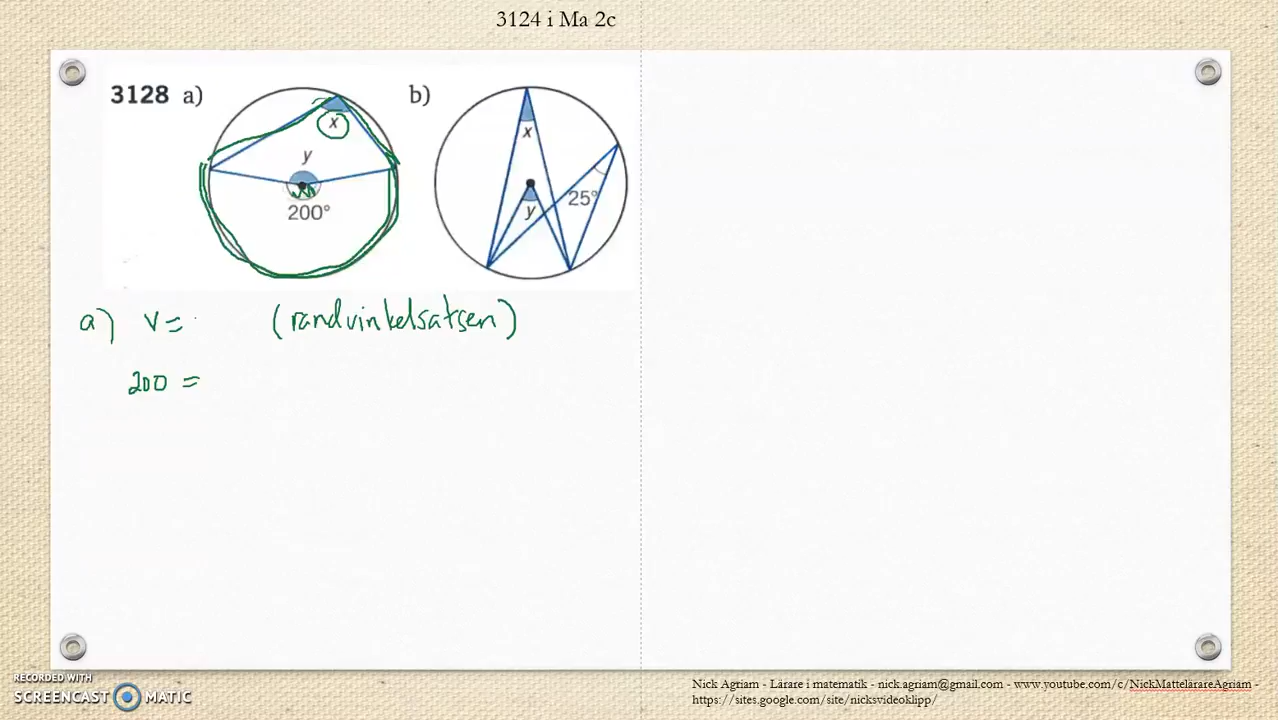 3124 i Ma 2c
3128 a)
b)
x
y
200°
x
y
25°
a) v =
(randvinkelsatsen)
200 =
RECORDED WITH
SCREENCAST MATIC
Nick Agriam - Lärare i matematik - nick.agriam@gmail.com - www.youtube.com/c/NickMattelärareAgriam -
https://sites.google.com/site/nicksvideoklipp/